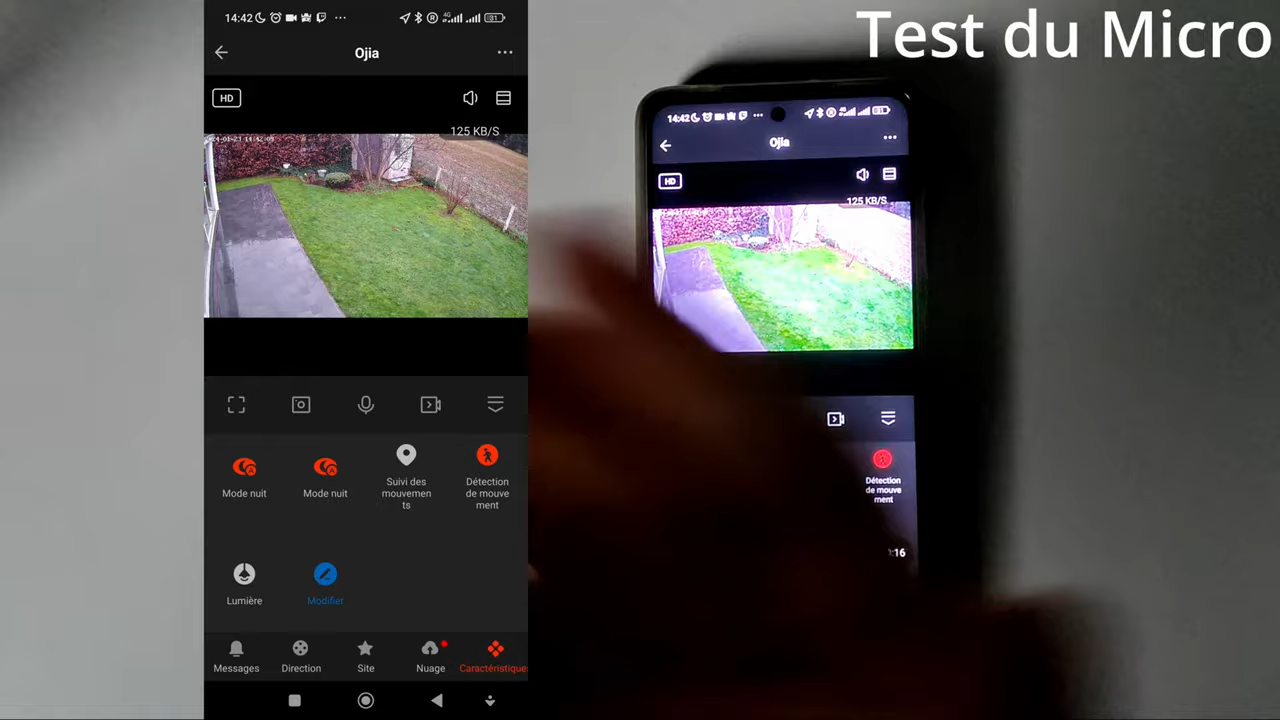 Test du Micro
14:42
4G
31
Ojia
HD
125 KB/S
Mode nuit
Mode nuit
Suivi des
mouvemen
ts
Détection
de mouve
ment
Lumière
Modifier
Messages
Direction
Site
Nuage
Caractéristique
14:42
Ojia
HD
125 KB/S
Détection
de mouve
ment
:16